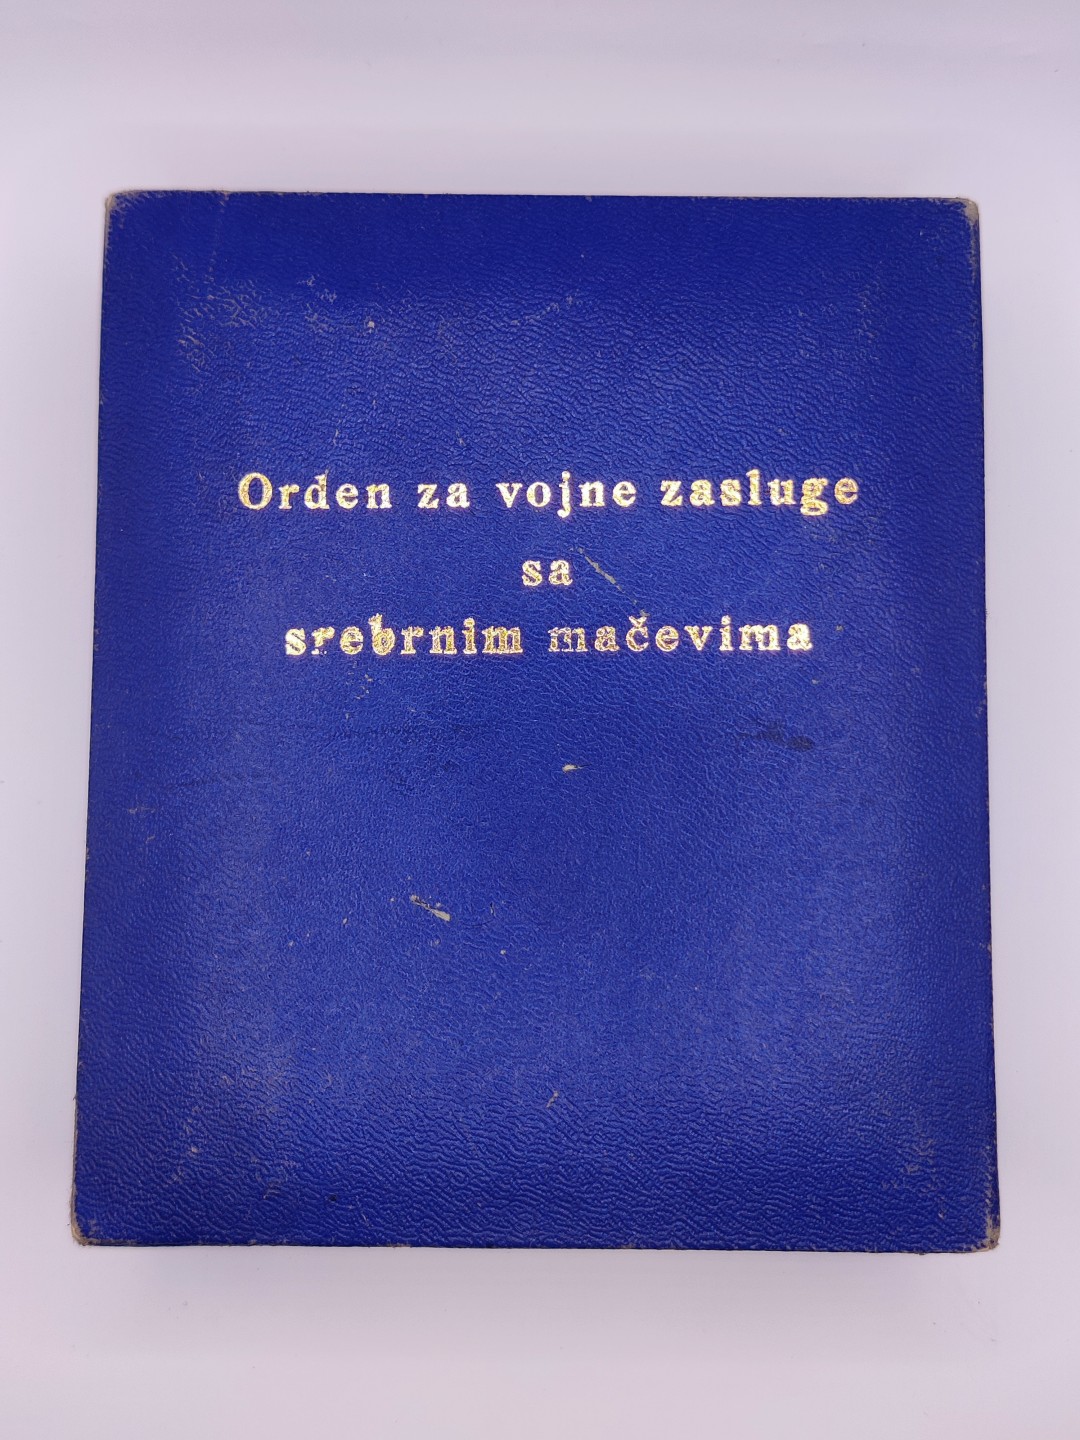 Orden za vojne zasluge
sa
srebrnim mačevima